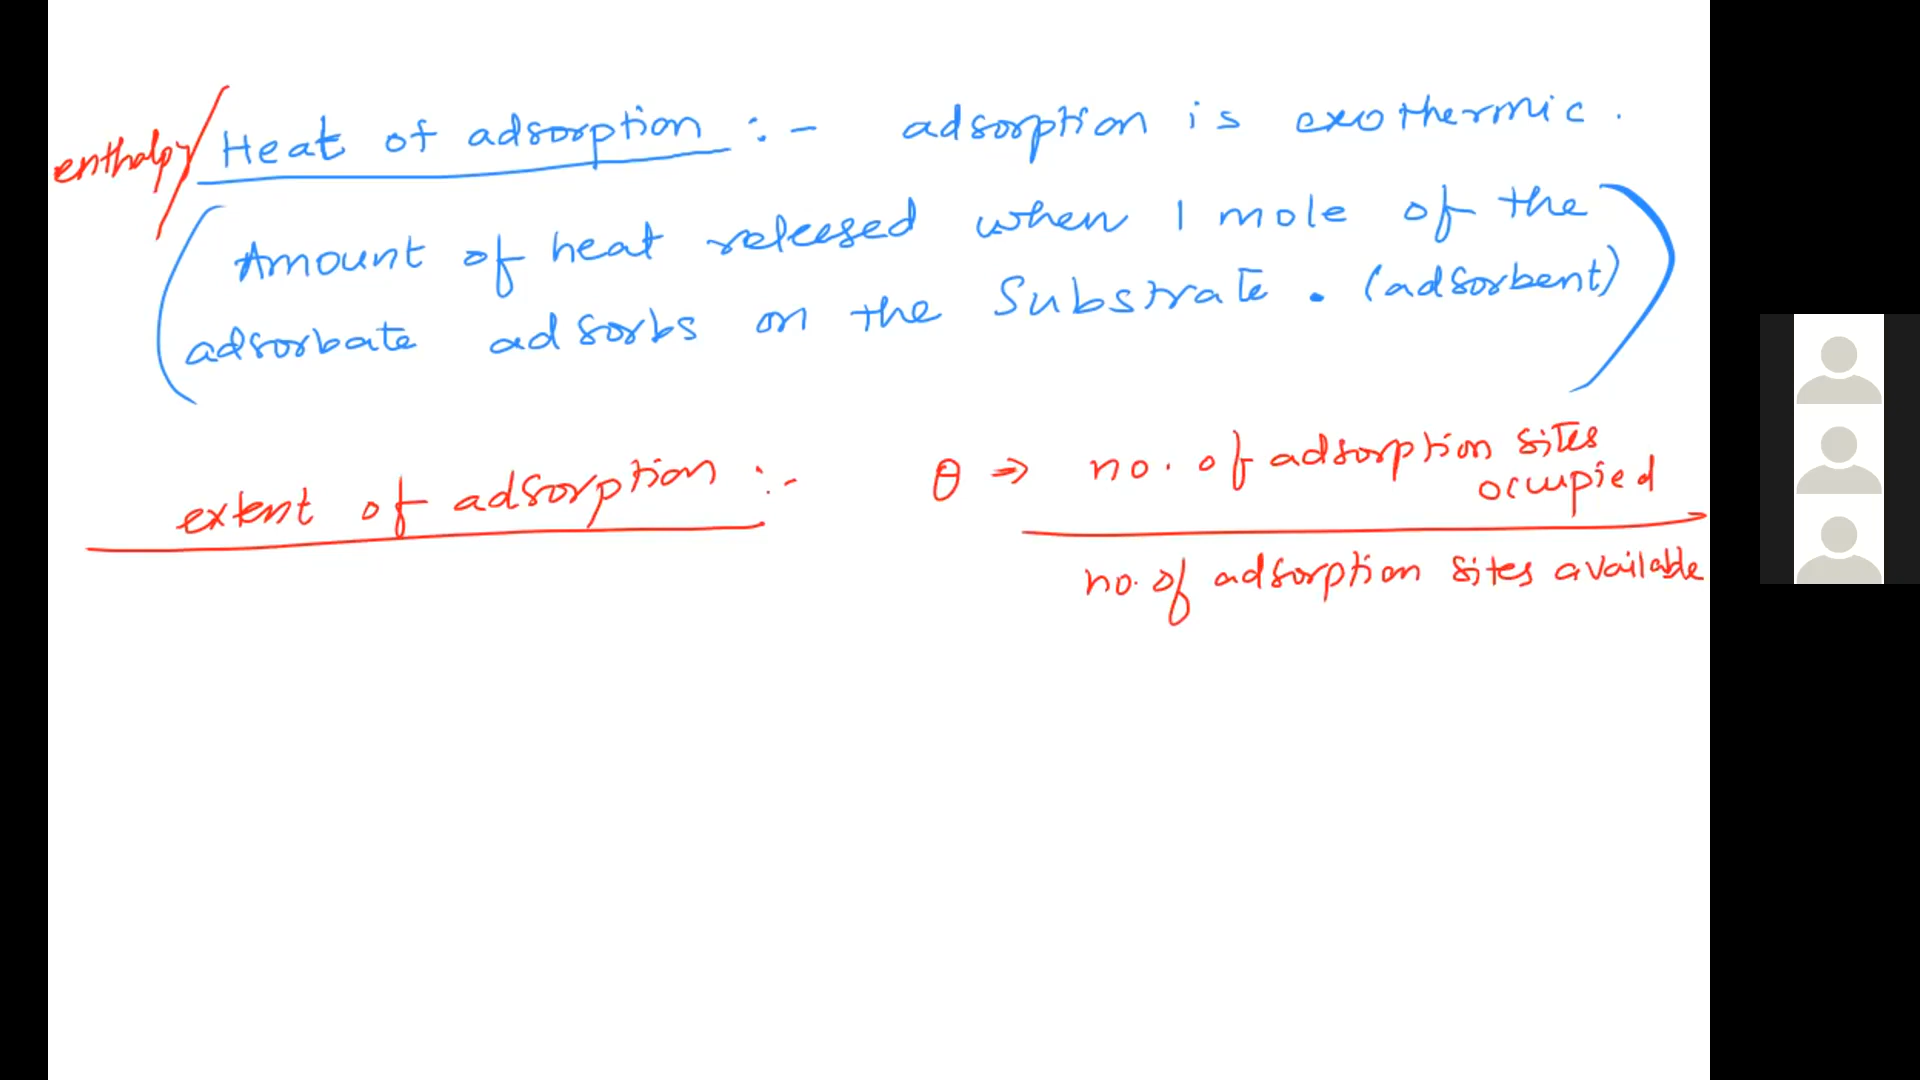 enthalpy/ Heat of adsorption :- adsorption is exothermic.
(Amount of heat released when 1 mole of the
adsorbate adsorbs on the Substrate. (adsorbent))
extent of adsorption :- θ ⇒ no. of adsorption sites
occupied
no. of adsorption sites available